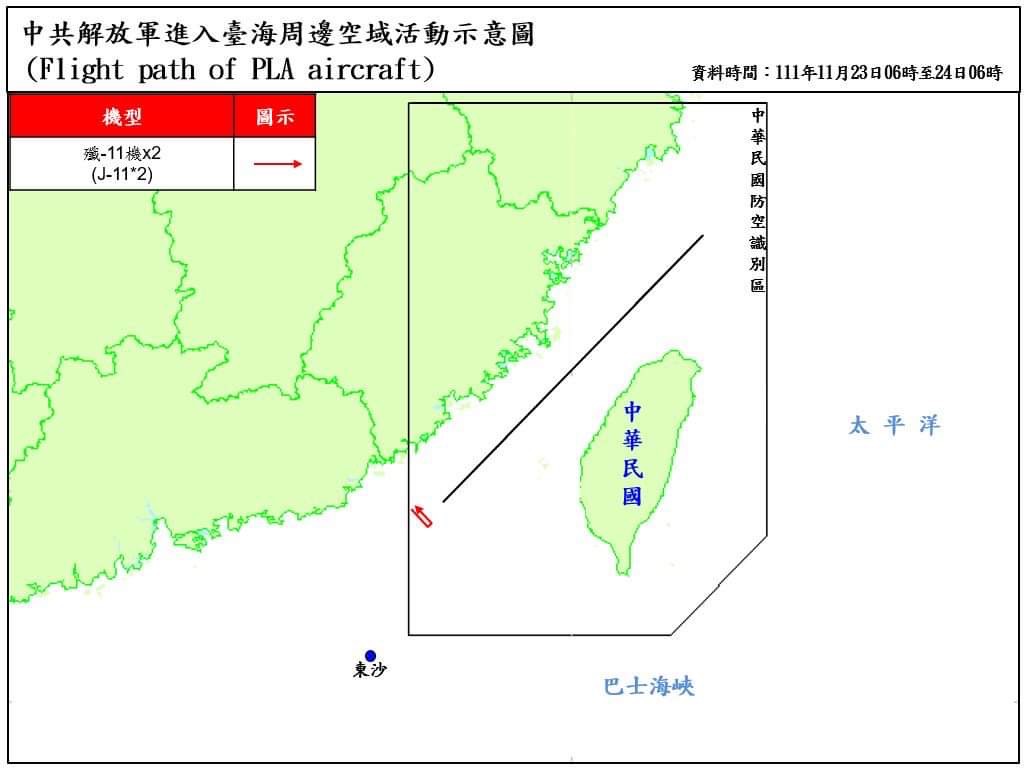 中共解放軍進入臺海周邊空域活動示意圖
(Flight path of PLA aircraft)
資料時間：111年11月23日06時至24日06時
機型
圖示
殲-11機x2
(J-11*2)
中華民國防空識別區
中華民國
太平洋
東沙
巴士海峽